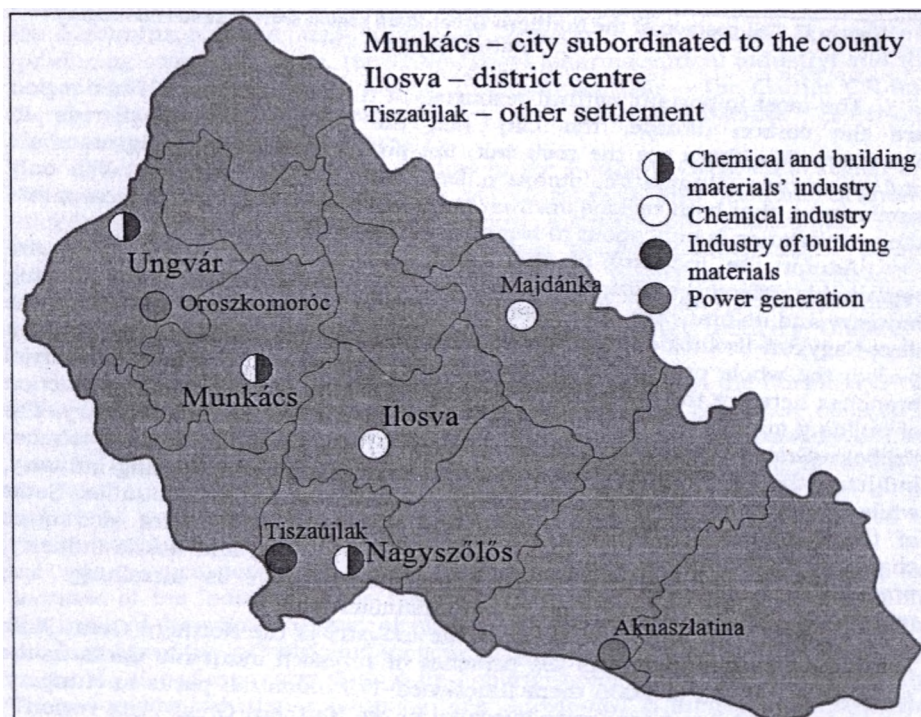 Munkács – city subordinated to the county
Ilosva – district centre
Tiszaújlak – other settlement
Chemical and building
materials' industry
Chemical industry
Industry of building
materials
Power generation
Ungvár
Oroszkomoróc
Majdánka
Munkács
Ilosva
Tiszaújlak
Nagyszőlős
Aknaszlatina